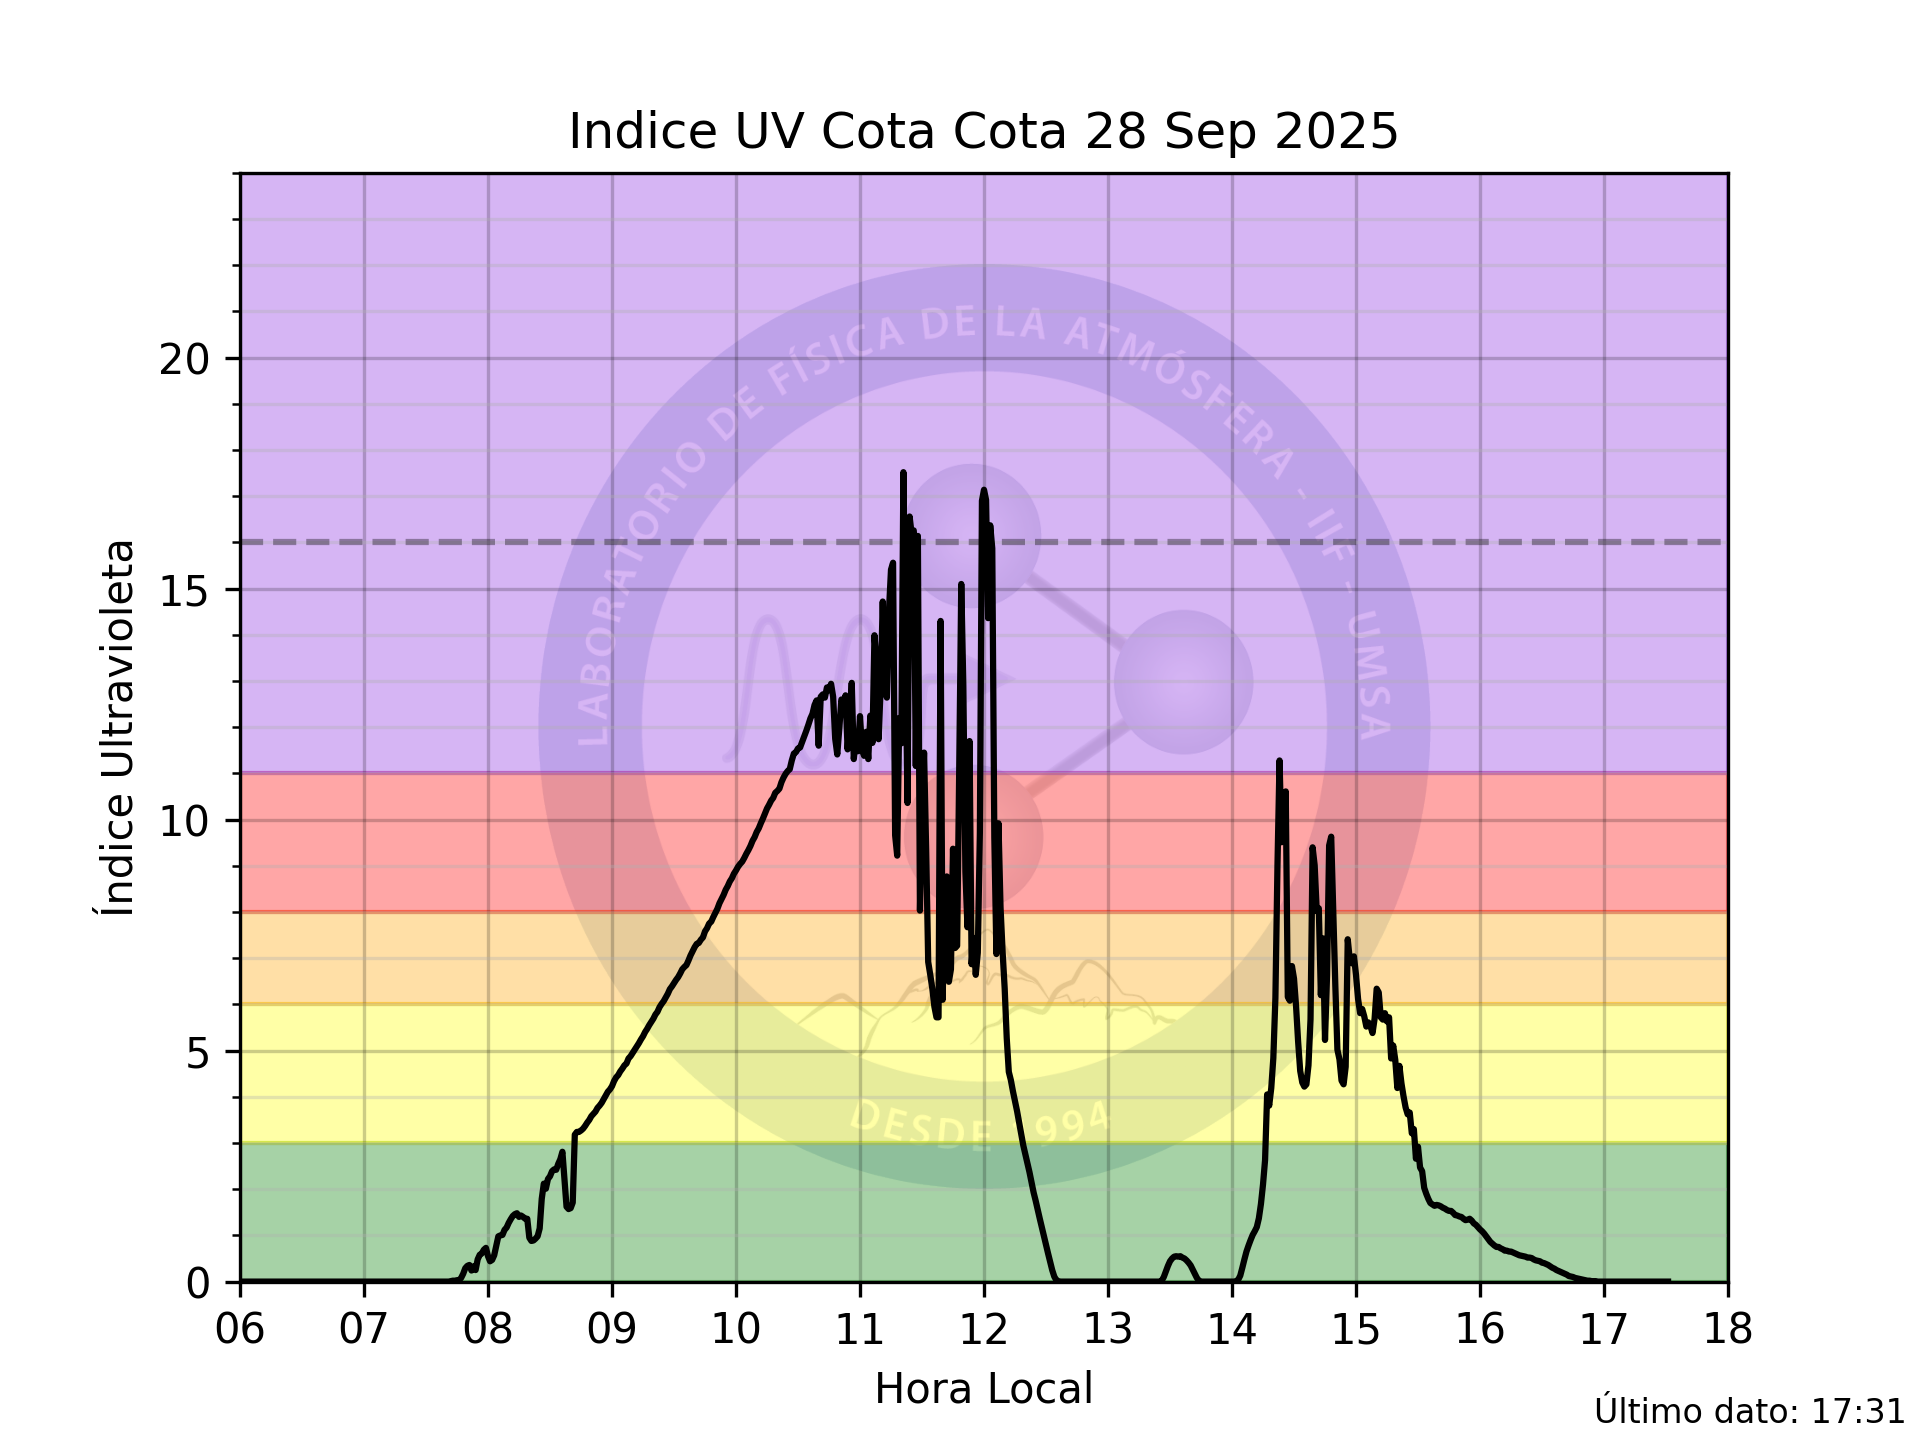 Indice UV Cota Cota 28 Sep 2025
LABORATORIO DE FÍSICA DE LA ATMÓSFERA - IIF - UMSA
20
15
10
5
0
Índice Ultravioleta
DESDE 1994
06 07 08 09 10 11 12 13 14 15 16 17 18
Hora Local
Último dato: 17:31